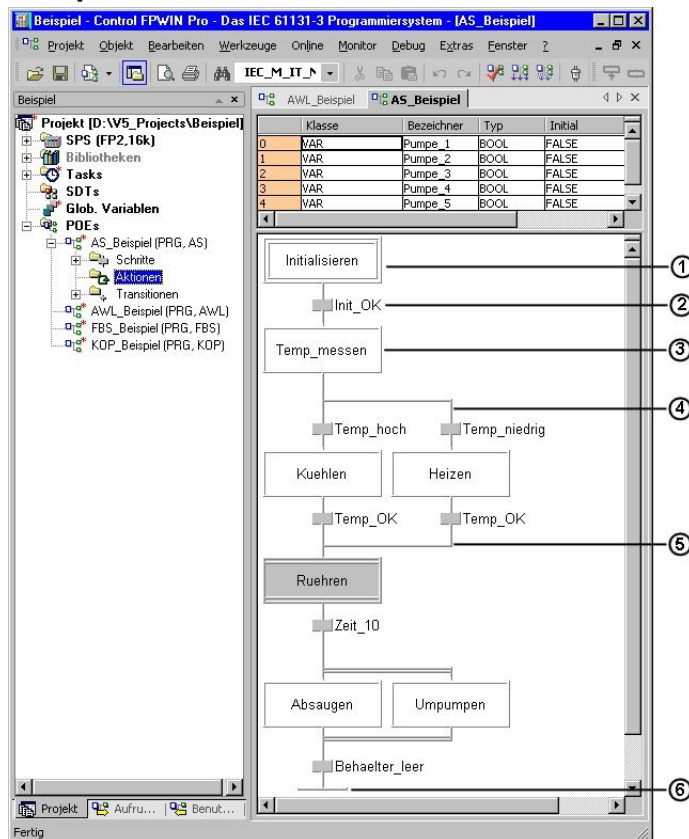 Beispiel - Control FPWIN Pro - Das IEC 61131-3 Programmiersystem - [AS_Beispiel]
Projekt Objekt Bearbeiten Werkzeuge Online Monitor Debug Extras Fenster ?
IEC_M_IT_
Beispiel
AWL_Beispiel AS_Beispiel
Projekt [D:\V5_Projects\Beispiel]
SPS (FP2,16k)
Bibliotheken
Tasks
SDTs
Glob. Variablen
POEs
AS_Beispiel (PRG, AS)
Schritte
Aktionen
Transitionen
AWL_Beispiel (PRG, AWL)
FBS_Beispiel (PRG, FBS)
KOP_Beispiel (PRG, KOP)
Klasse Bezeichner Typ Initial
0 VAR Pumpe_1 BOOL FALSE
1 VAR Pumpe_2 BOOL FALSE
2 VAR Pumpe_3 BOOL FALSE
3 VAR Pumpe_4 BOOL FALSE
4 VAR Pumpe_5 BOOL FALSE
Initialisieren
1
Init_OK
2
Temp_messen
3
4
Temp_hoch Temp_niedrig
Kuehlen Heizen
Temp_OK Temp_OK
5
Ruehren
Zeit_10
Absaugen Umpumpen
Behaelter_leer
6
Projekt Aufru... Benut...
Fertig